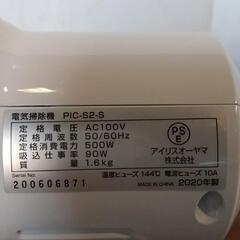 電気掃除機 PIC-S2-S
定格電圧 AC100V
定格周波数 50/60Hz
定格消費電力 500W
吸込仕事率 90W
質量 1.6kg
PS
E
アイリスオーヤマ
株式会社
温度ヒューズ 144℃ 電流ヒューズ 10A
Serial No:
200606871
MADE IN CHINA 2020年製